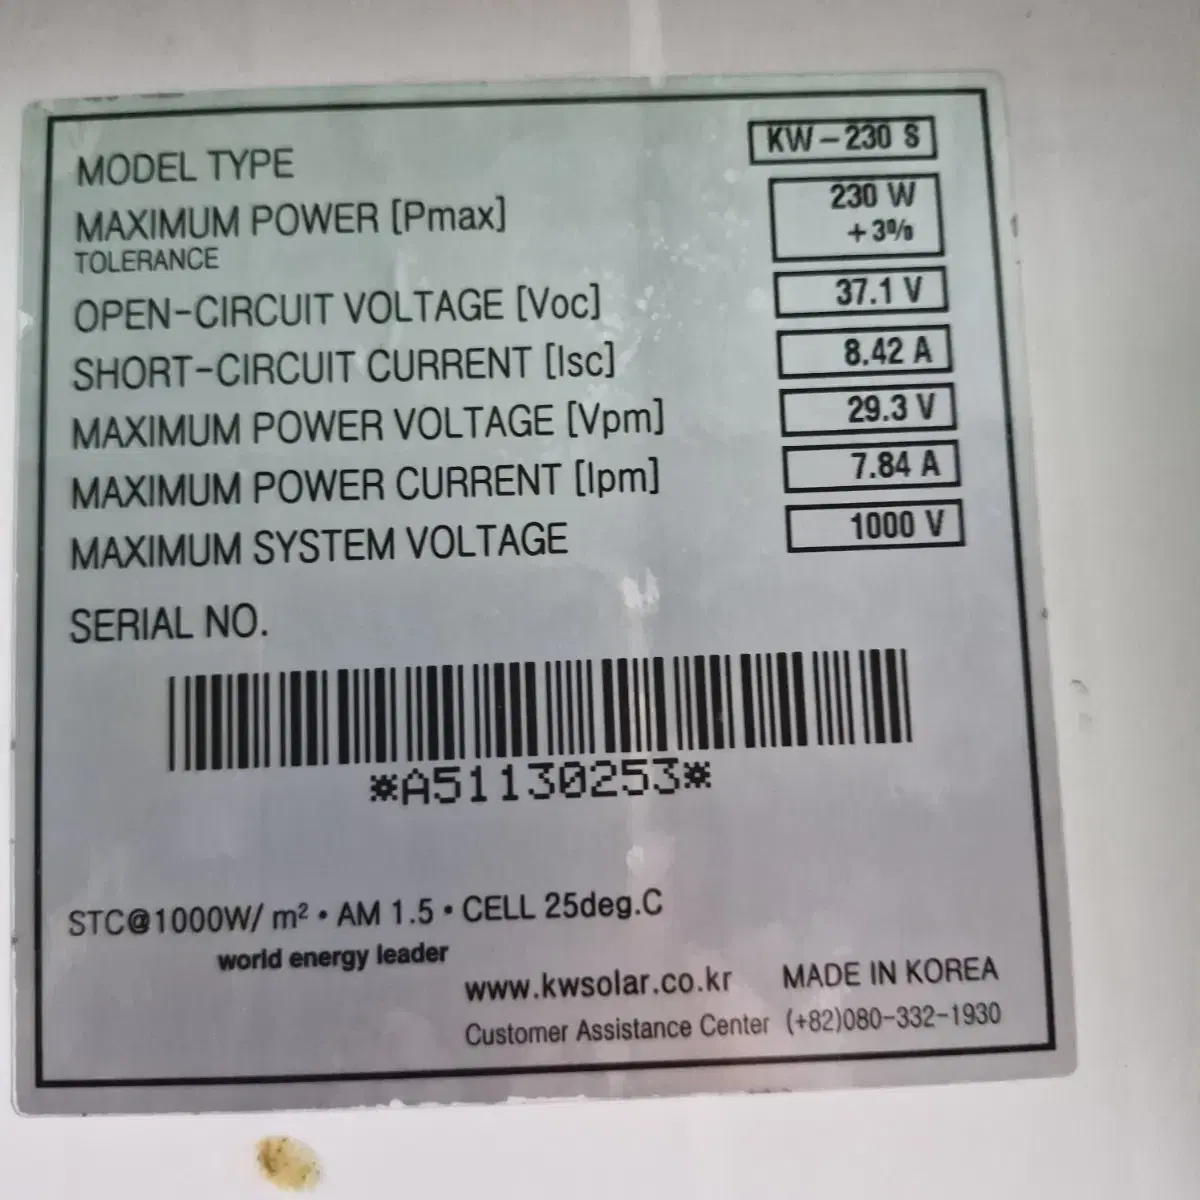 MODEL TYPE KW-230 S
MAXIMUM POWER [Pmax] 230 W
TOLERANCE +3%
OPEN-CIRCUIT VOLTAGE [Voc] 37.1 V
SHORT-CIRCUIT CURRENT [Isc] 8.42 A
MAXIMUM POWER VOLTAGE [Vpm] 29.3 V
MAXIMUM POWER CURRENT [Ipm] 7.84 A
MAXIMUM SYSTEM VOLTAGE 1000 V
SERIAL NO.
*A51130253*
STC@1000W/ m² • AM 1.5 • CELL 25deg.C
world energy leader
www.kwsolar.co.kr MADE IN KOREA
Customer Assistance Center (+82)080-332-1930